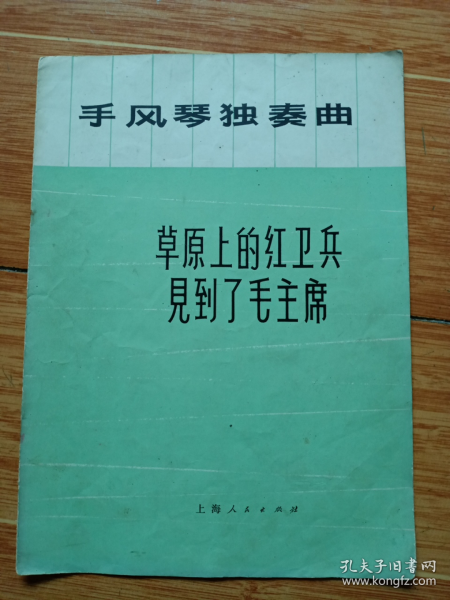 手风琴独奏曲
草原上的红卫兵
見到了毛主席
上海人民出版社
孔夫子旧书网
www.kongfz.com